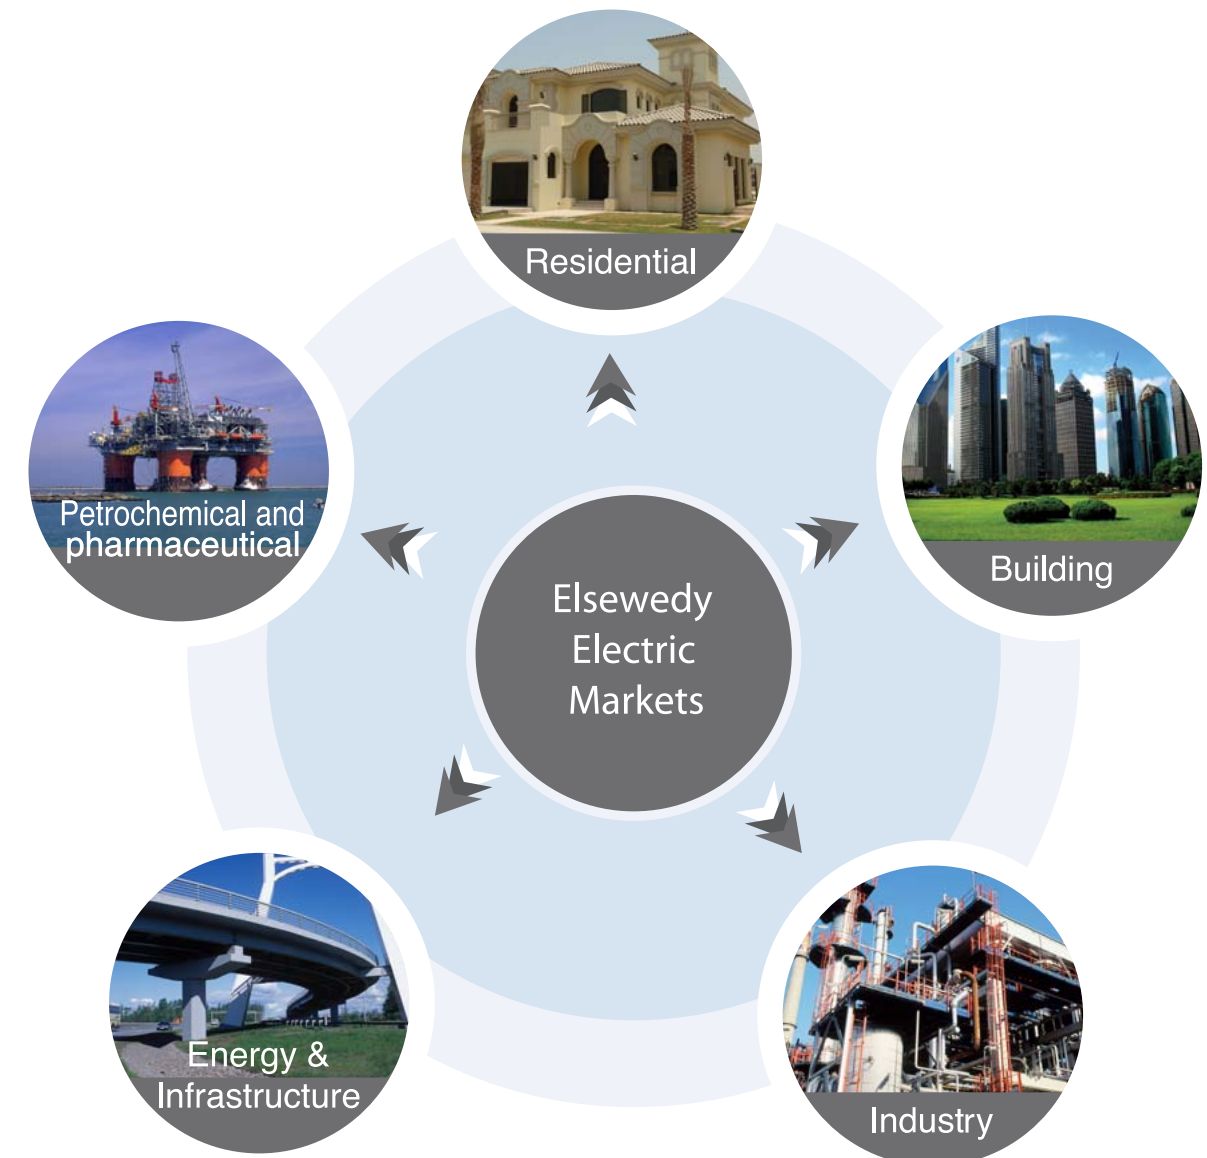 Residential
Petrochemical and
pharmaceutical
Building
Elsewedy
Electric
Markets
Energy &
Infrastructure
Industry